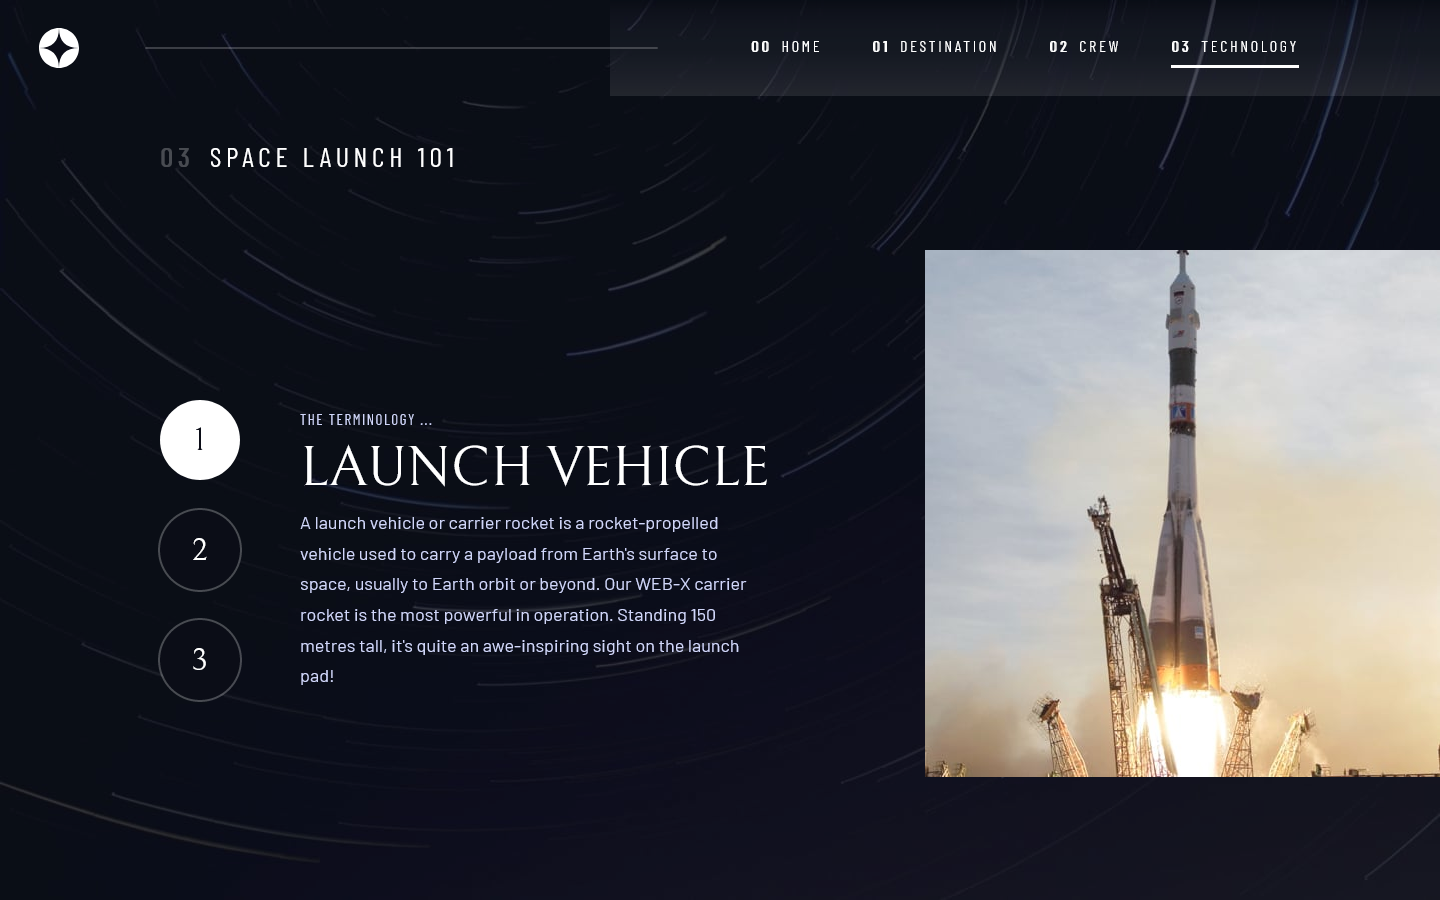 00 HOME
01 DESTINATION
02 CREW
03 TECHNOLOGY
03 SPACE LAUNCH 101
1
2
3
THE TERMINOLOGY ...
LAUNCH VEHICLE
A launch vehicle or carrier rocket is a rocket-propelled
vehicle used to carry a payload from Earth's surface to
space, usually to Earth orbit or beyond. Our WEB-X carrier
rocket is the most powerful in operation. Standing 150
metres tall, it's quite an awe-inspiring sight on the launch
pad!